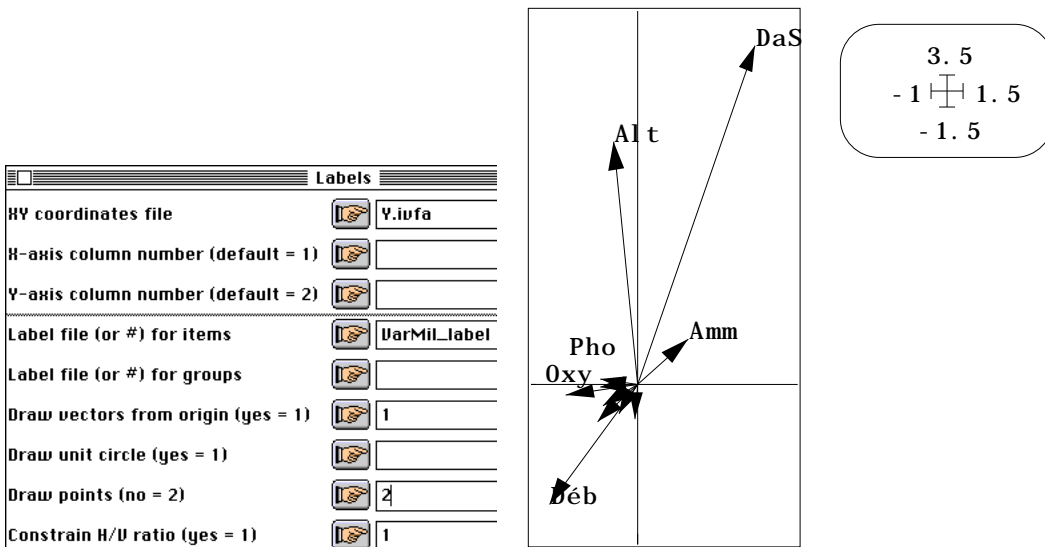 Labels
XY coordinates file
Y.ivfa
X-axis column number (default = 1)
Y-axis column number (default = 2)
Label file (or #) for items
VarMil_label
Label file (or #) for groups
Draw vectors from origin (yes = 1)
1
Draw unit circle (yes = 1)
Draw points (no = 2)
2
Constrain H/V ratio (yes = 1)
1
DaS
Alt
Amm
Pho
Oxy
Déb
3.5
-1 1.5
-1.5